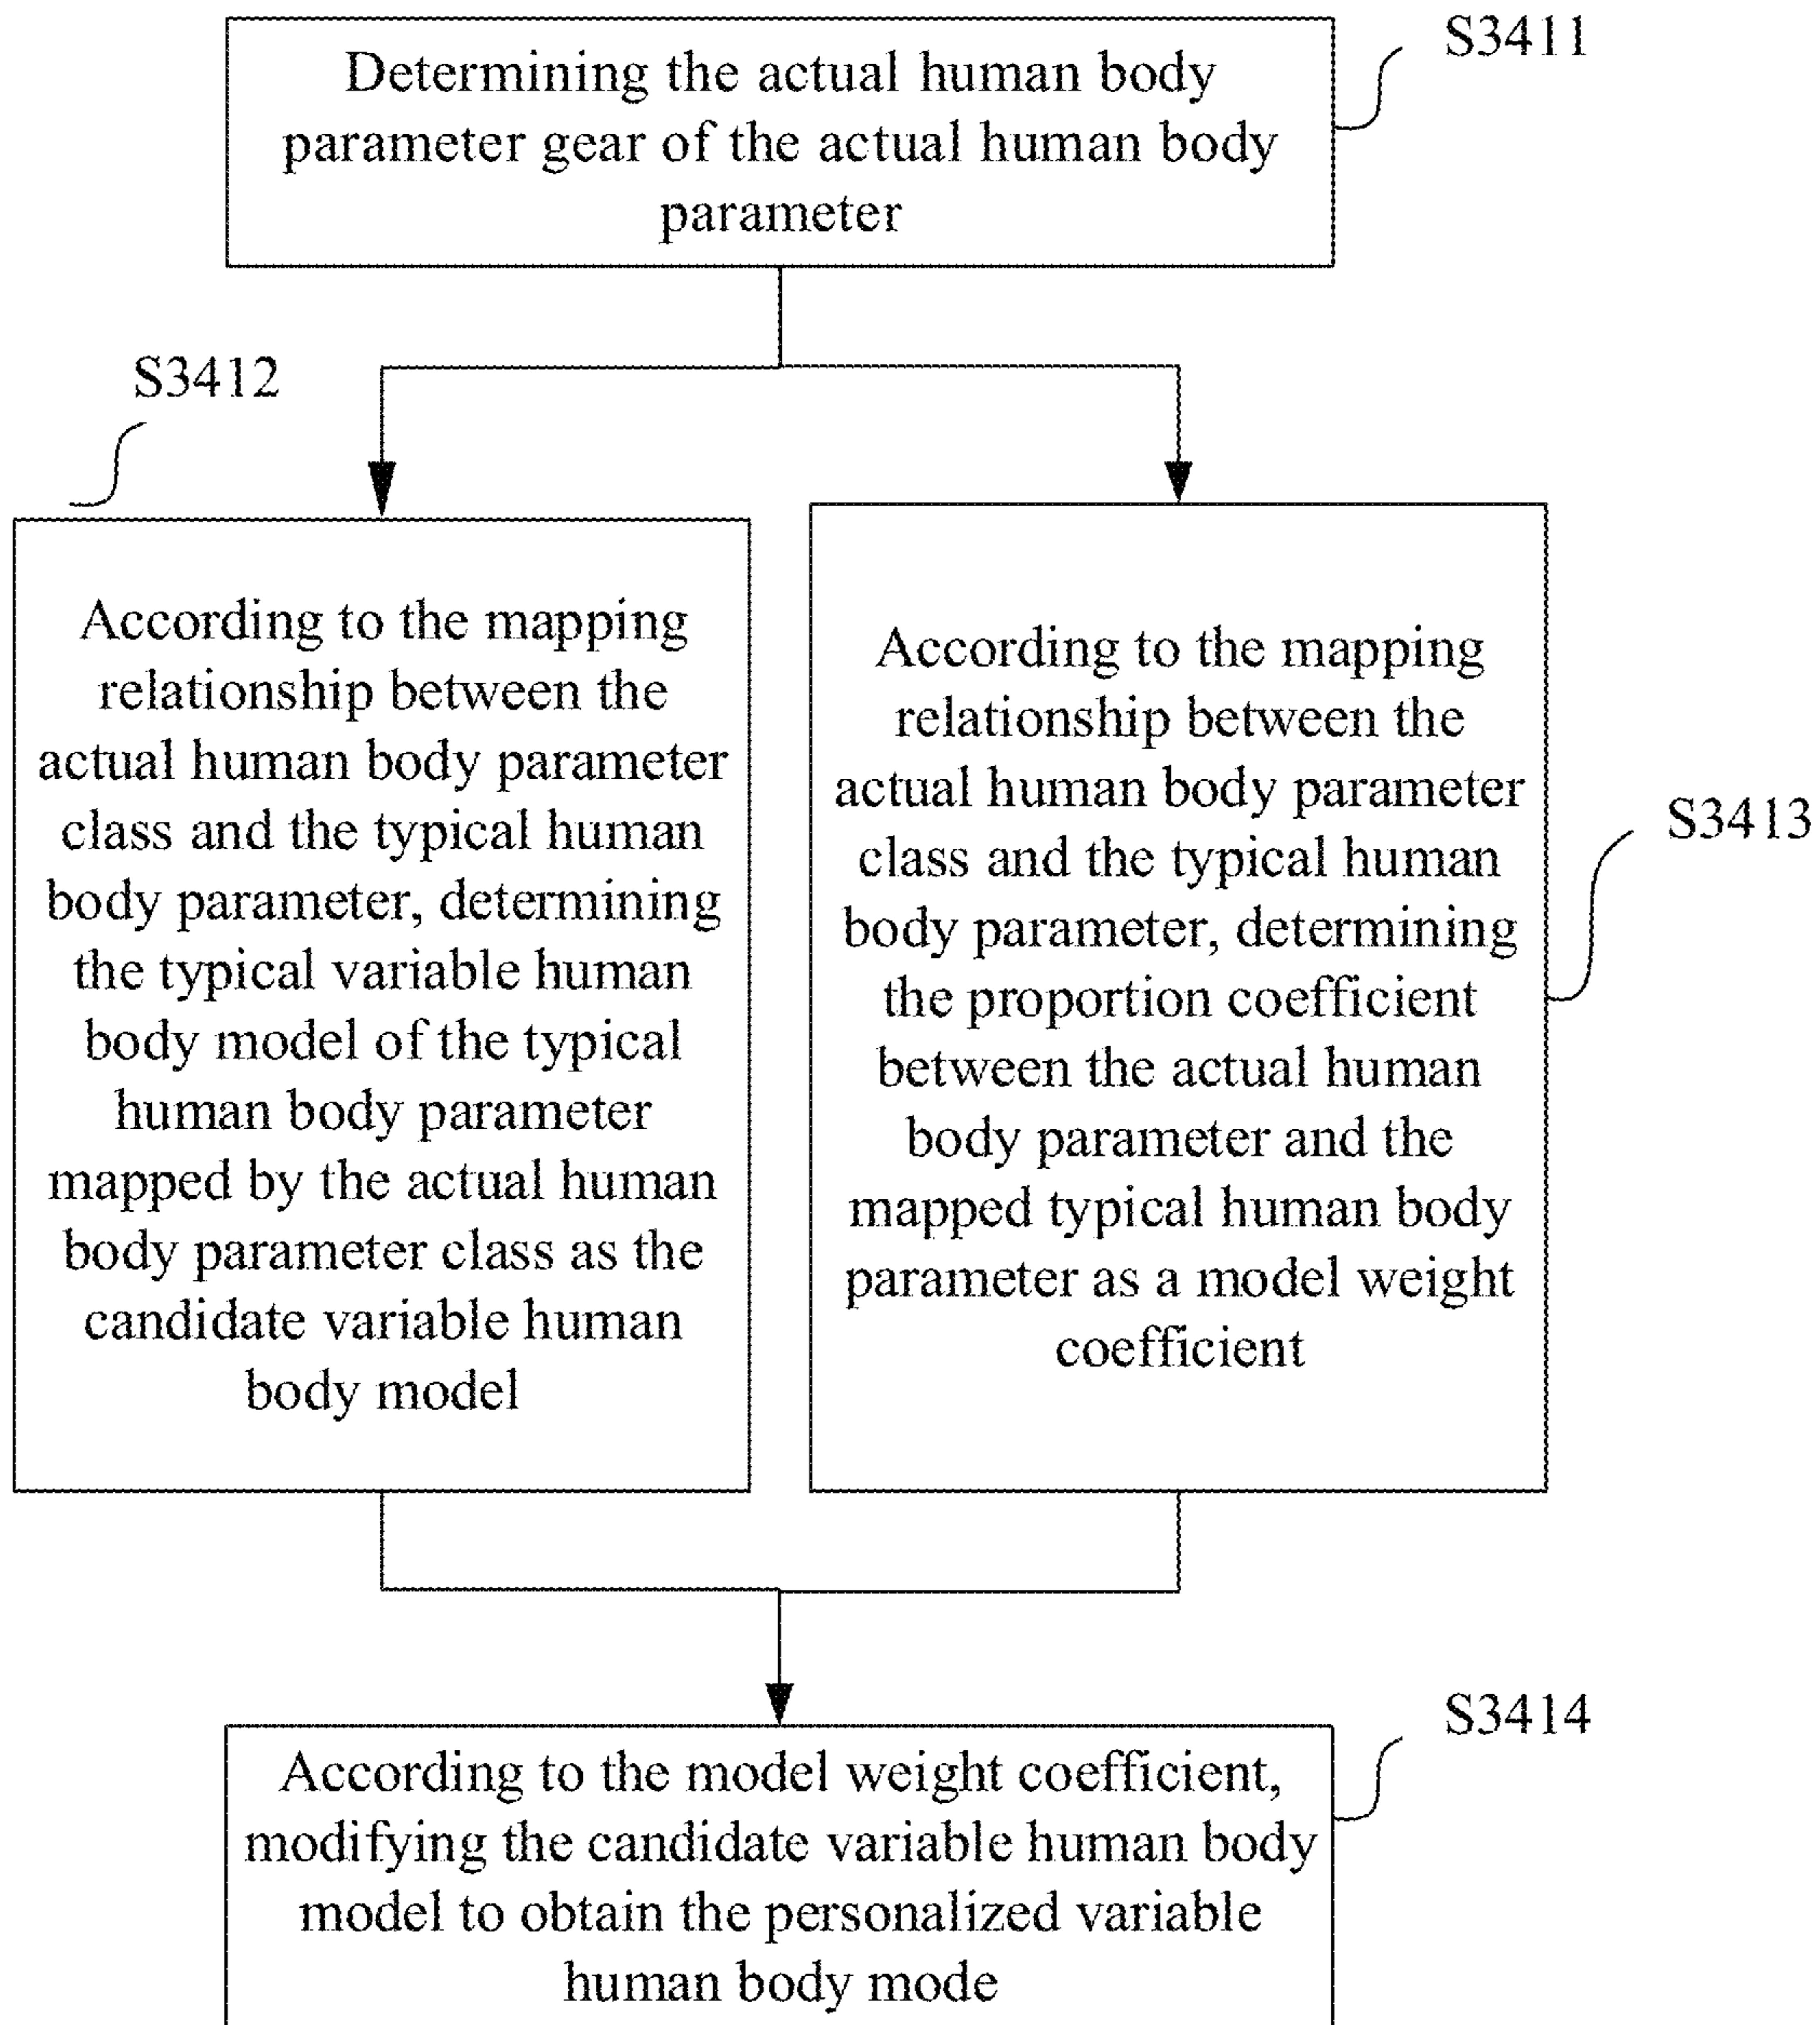 S3411
Determining the actual human body
parameter gear of the actual human body
parameter
S3412
According to the mapping
relationship between the
actual human body parameter
class and the typical human
body parameter, determining
the typical variable human
body model of the typical
human body parameter
mapped by the actual human
body parameter class as the
candidate variable human
body model
According to the mapping
relationship between the
actual human body parameter
class and the typical human
body parameter, determining
the proportion coefficient
between the actual human
body parameter and the
mapped typical human body
parameter as a model weight
coefficient
S3413
S3414
According to the model weight coefficient,
modifying the candidate variable human body
model to obtain the personalized variable
human body mode